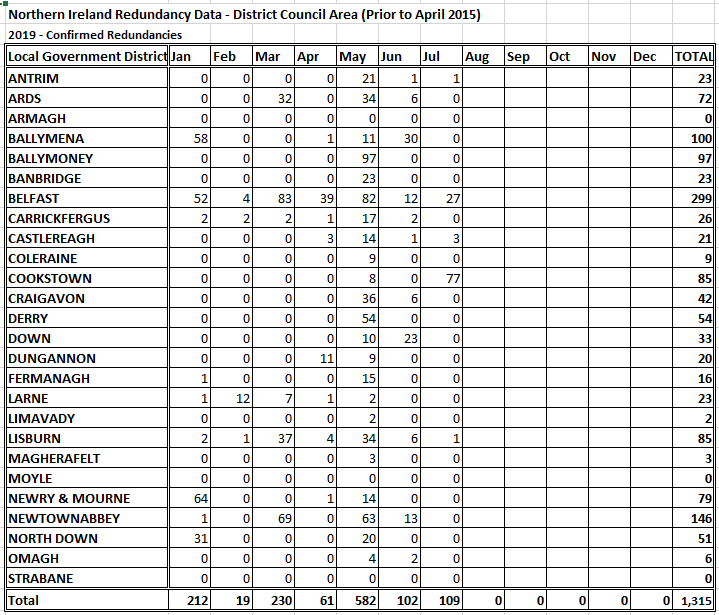 Northern Ireland Redundancy Data - District Council Area (Prior to April 2015)
2019 - Confirmed Redundancies
Local Government District Jan Feb Mar Apr May Jun Jul Aug Sep Oct Nov Dec TOTAL
ANTRIM 0 0 0 0 21 1 1 23
ARDS 0 0 32 0 34 6 0 72
ARMAGH 0 0 0 0 0 0 0 0
BALLYMENA 58 0 0 1 11 30 0 100
BALLYMONEY 0 0 0 0 97 0 0 97
BANBRIDGE 0 0 0 0 23 0 0 23
BELFAST 52 4 83 39 82 12 27 299
CARRICKFERGUS 2 2 2 1 17 2 0 26
CASTLEREAGH 0 0 0 3 14 1 3 21
COLERAINE 0 0 0 0 9 0 0 9
COOKSTOWN 0 0 0 0 8 0 77 85
CRAIGAVON 0 0 0 0 36 6 0 42
DERRY 0 0 0 0 54 0 0 54
DOWN 0 0 0 0 10 23 0 33
DUNGANNON 0 0 0 11 9 0 0 20
FERMANAGH 1 0 0 0 15 0 0 16
LARNE 1 12 7 1 2 0 0 23
LIMAVADY 0 0 0 0 2 0 0 2
LISBURN 2 1 37 4 34 6 1 85
MAGHERAFELT 0 0 0 0 3 0 0 3
MOYLE 0 0 0 0 0 0 0 0
NEWRY & MOURNE 64 0 0 1 14 0 0 79
NEWTOWNABBEY 1 0 69 0 63 13 0 146
NORTH DOWN 31 0 0 0 20 0 0 51
OMAGH 0 0 0 0 4 2 0 6
STRABANE 0 0 0 0 0 0 0 0
Total 212 19 230 61 582 102 109 0 0 0 0 0 1,315